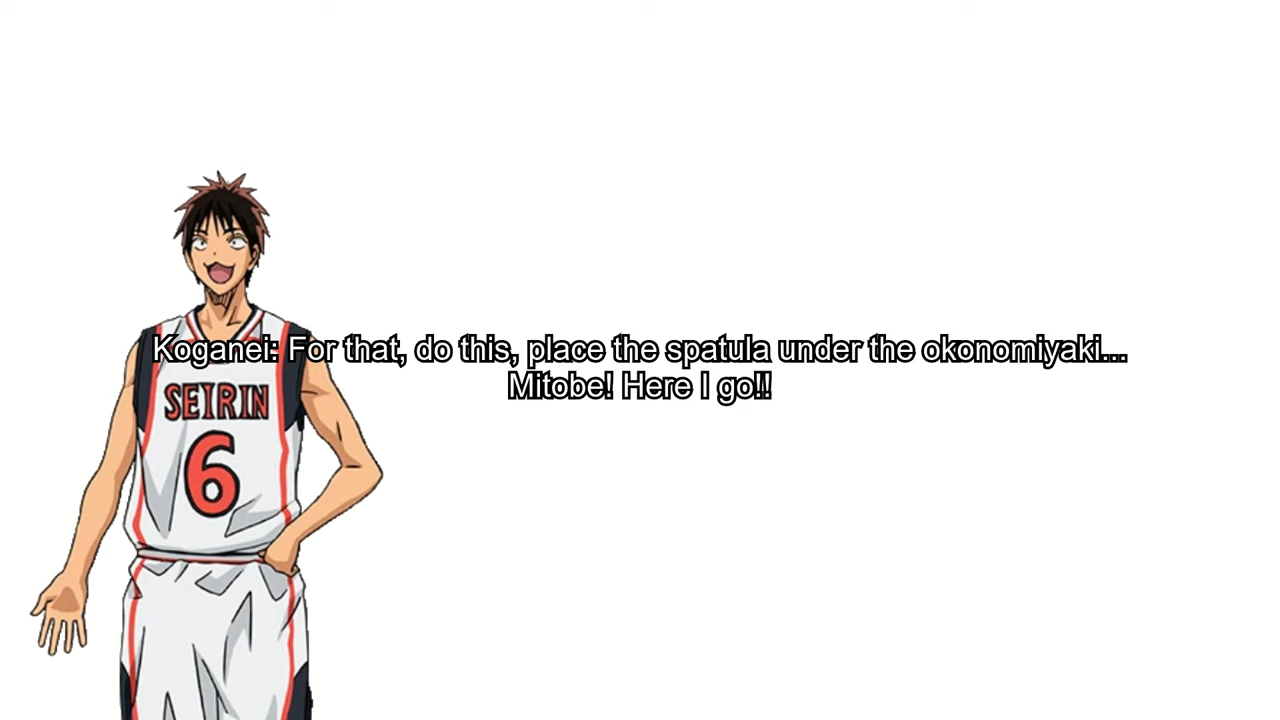 Koganei: For that, do this, place the spatula under the okonomiyaki...
Mitobe! Here I go!!
SEIRIN
6